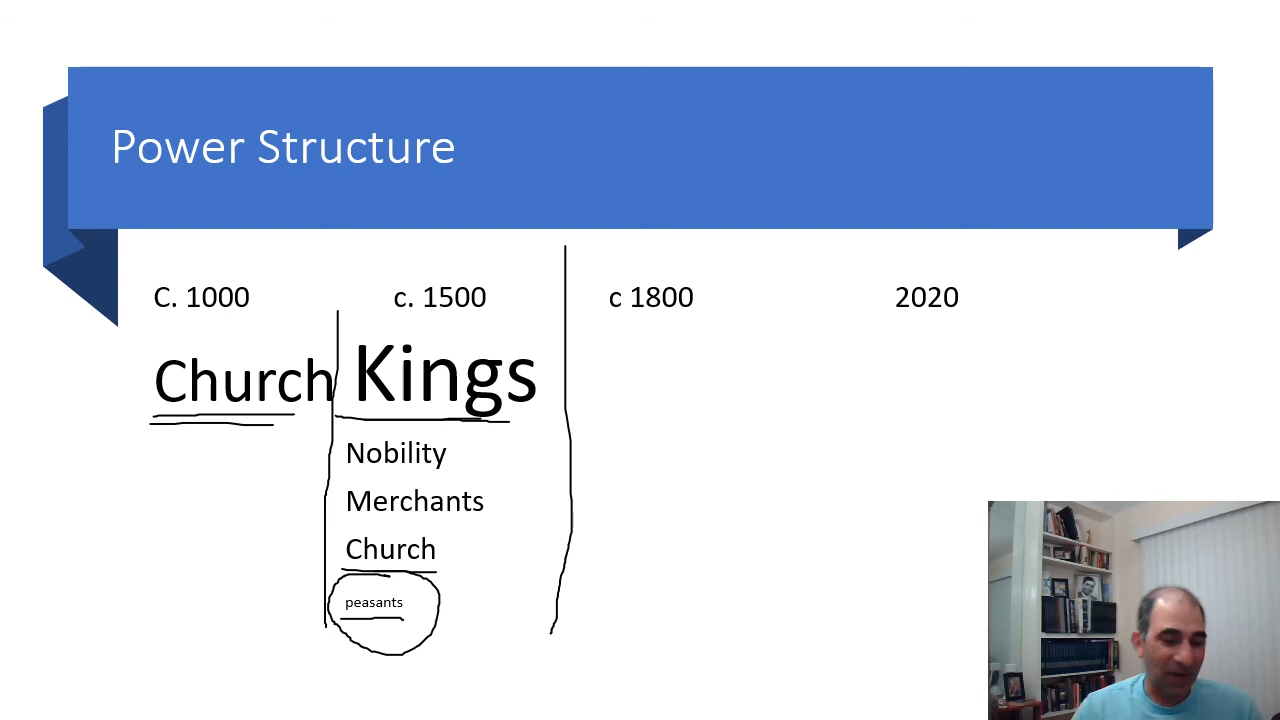 Power Structure
C. 1000 c. 1500 c 1800 2020
Church Kings
Nobility
Merchants
Church
peasants